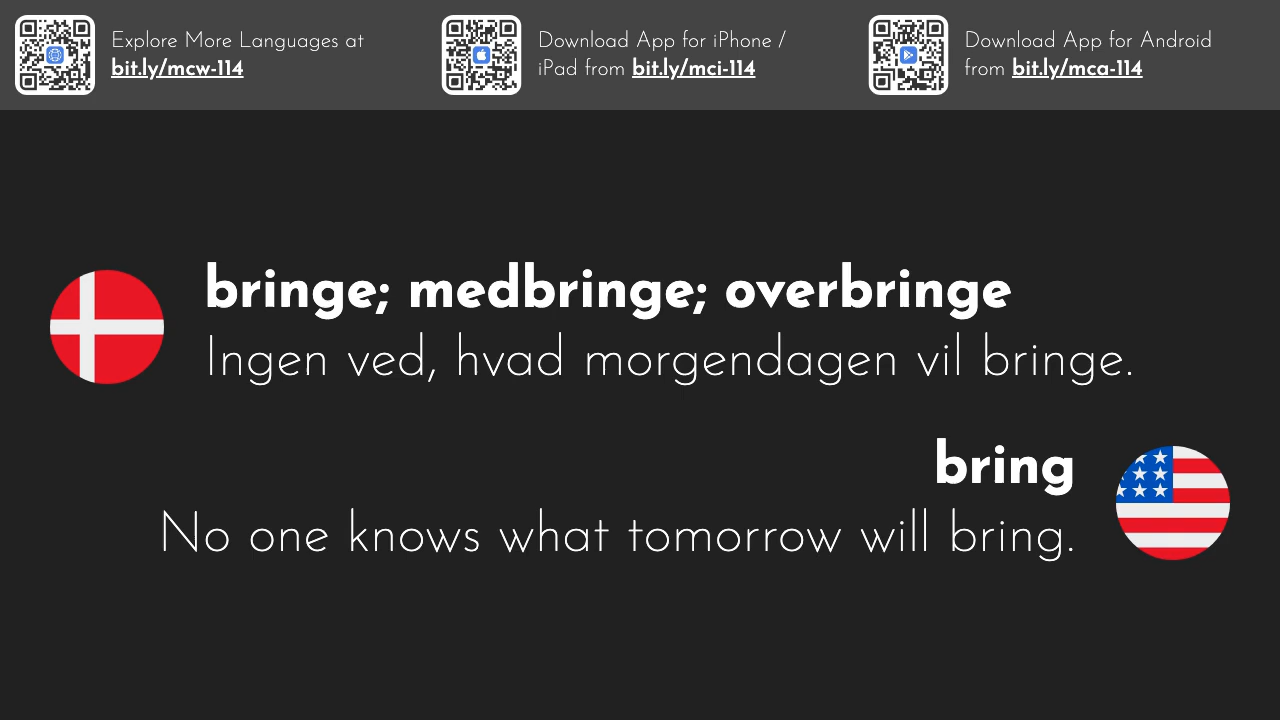 Explore More Languages at
bit.ly/mcw-114
Download App for iPhone /
iPad from bit.ly/mci-114
Download App for Android
from bit.ly/mca-114
bringe; medbringe; overbringe
Ingen ved, hvad morgendagen vil bringe.
bring
No one knows what tomorrow will bring.